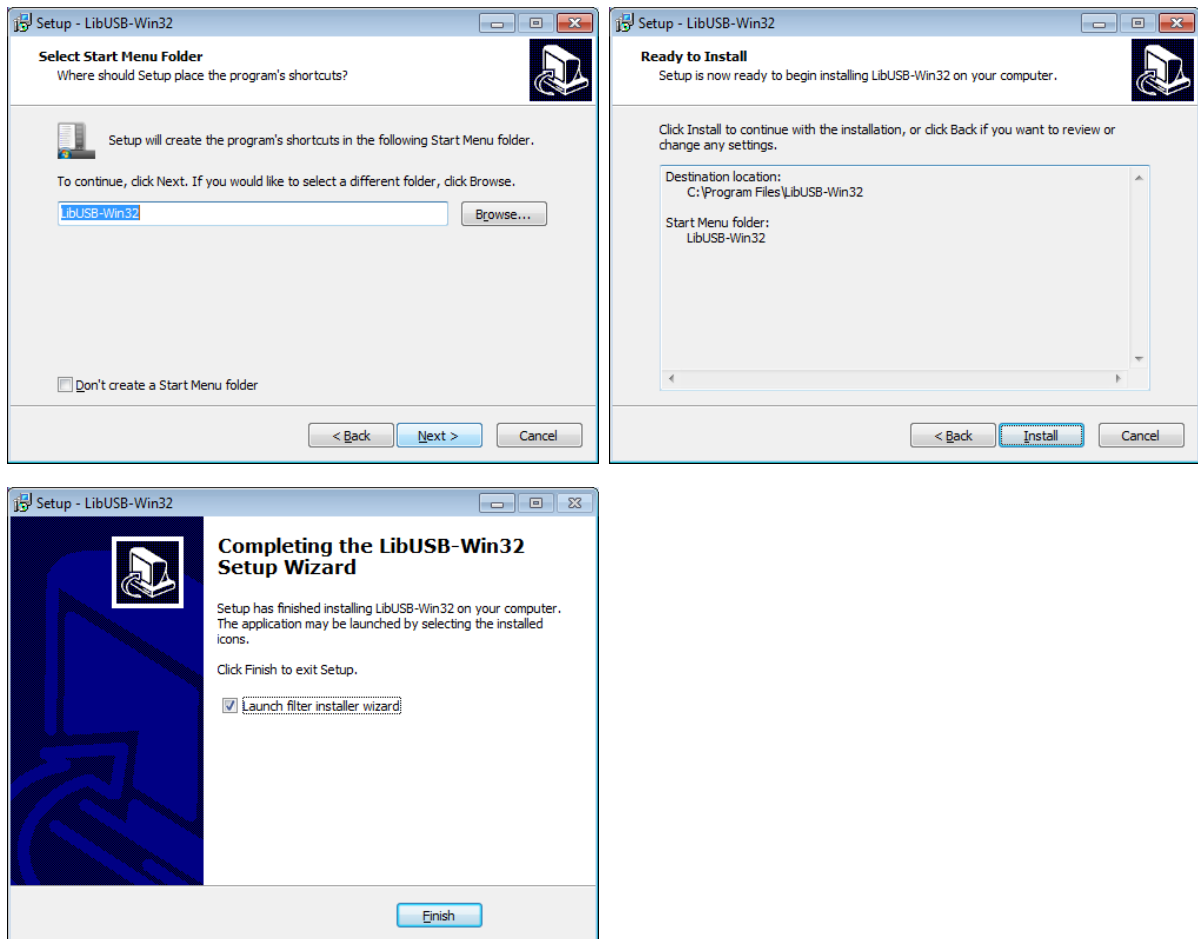 Setup - LibUSB-Win32
Select Start Menu Folder
Where should Setup place the program's shortcuts?
Setup will create the program's shortcuts in the following Start Menu folder.
To continue, click Next. If you would like to select a different folder, click Browse.
LibUSB-Win32
Browse...
Don't create a Start Menu folder
< Back
Next >
Cancel
Setup - LibUSB-Win32
Ready to Install
Setup is now ready to begin installing LibUSB-Win32 on your computer.
Click Install to continue with the installation, or click Back if you want to review or
change any settings.
Destination location:
C:\Program Files\LibUSB-Win32
Start Menu folder:
LibUSB-Win32
< Back
Install
Cancel
Setup - LibUSB-Win32
Completing the LibUSB-Win32
Setup Wizard
Setup has finished installing LibUSB-Win32 on your computer.
The application may be launched by selecting the installed
icons.
Click Finish to exit Setup.
Launch filter installer wizard
Finish